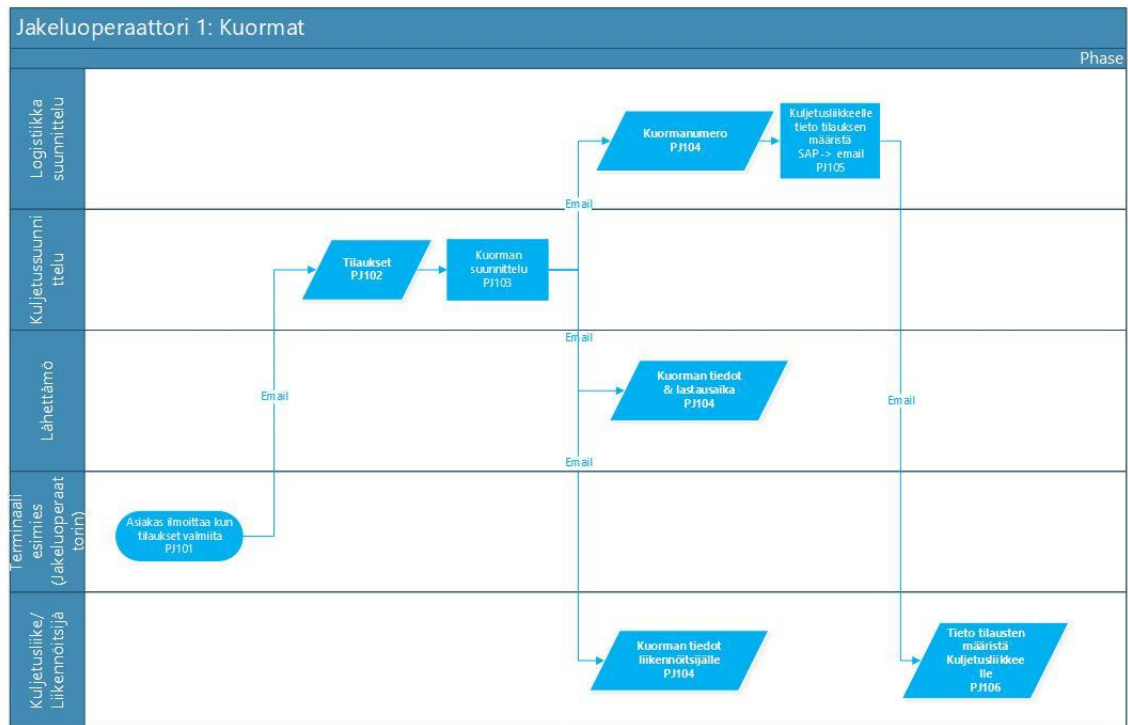 Jakeluoperaattori 1: Kuormat
Phase
Logistiikka
suunnittelu
Kuormanumero
PJ104
Kuljetusliikkeelle
tieto tilauksen
määristä
SAP-> email
PJ105
Email
Kuljetussuunni
ttelu
Tilaukset
PJ102
Kuorman
suunnittelu
PJ103
Email
Lähettämö
Email
Kuorman tiedot
& lastausaika
PJ104
Email
Email
Terminaali
esimies
(Jakeluoperaat
torin)
Asiakas ilmoittaa kun
tilaukset valmiita
PJ101
Kuljetusliike/
Liikennöitsijä
Kuorman tiedot
liikennöitsijälle
PJ104
Tieto tilausten
määristä
Kuljetusliikkee
lle
PJ106